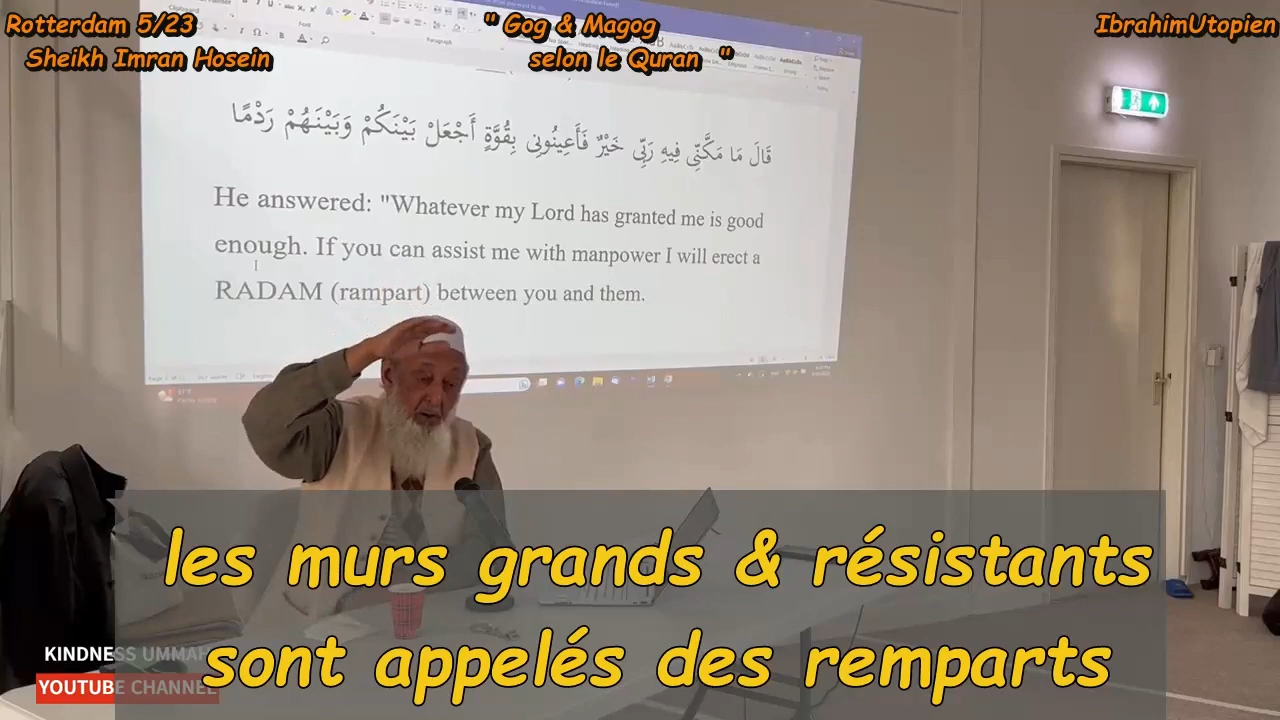 Rotterdam 5/23
Sheikh Imran Hosein
" Gog & Magog
selon le Quran "
IbrahimUtopien
Paragraph
قَالَ مَا مَكَّنِّي فِيهِ رَبِّي خَيْرٌ فَأَعِينُونِي بِقُوَّةٍ أَجْعَلْ بَيْنَكُمْ وَبَيْنَهُمْ رَدْمًا
He answered: "Whatever my Lord has granted me is good
enough. If you can assist me with manpower I will erect a
RADAM (rampart) between you and them.
les murs grands & résistants
sont appelés des remparts
KINDNESS UMMAH
YOUTUBE CHANNEL